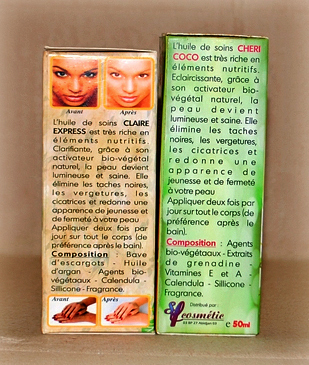 Avant Après
L'huile de soins CLAIRE
EXPRESS est très riche en
éléments nutritifs.
Clarifiante, grâce à son
activateur bio-végétal
naturel, la peau devient
lumineuse et saine. Elle
élimine les taches noires,
les vergetures, les
cicatrices et redonne une
apparence de jeunesse et
de fermeté à votre peau
Appliquer deux fois par
jour sur tout le corps (de
préférence après le bain).
Composition : Bave
d'escargots - Huile
d'argan - Agents bio-
végétaaux - Calendula -
Sillicone - Fragrance.
Avant Après
L'huile de soins CHERI
COCO est très riche en
éléments nutritifs.
Eclaircissante, grâce à
son activateur bio-
végétal naturel, la
peau devient
lumineuse et saine. Elle
élimine les taches
noires, les vergetures,
les cicatrices et
redonne une
apparence de
jeunesse et de fermeté
à votre peau
Appliquer deux fois par
jour sur tout le corps
(de préférence après
le bain).
Composition : Agents
bio-végétaaux - Extraits
de grenadine -
Vitamines E et A -
Calendula - Sillicone -
Fragrance.
Distribué par :
cosmétic
e 50ml